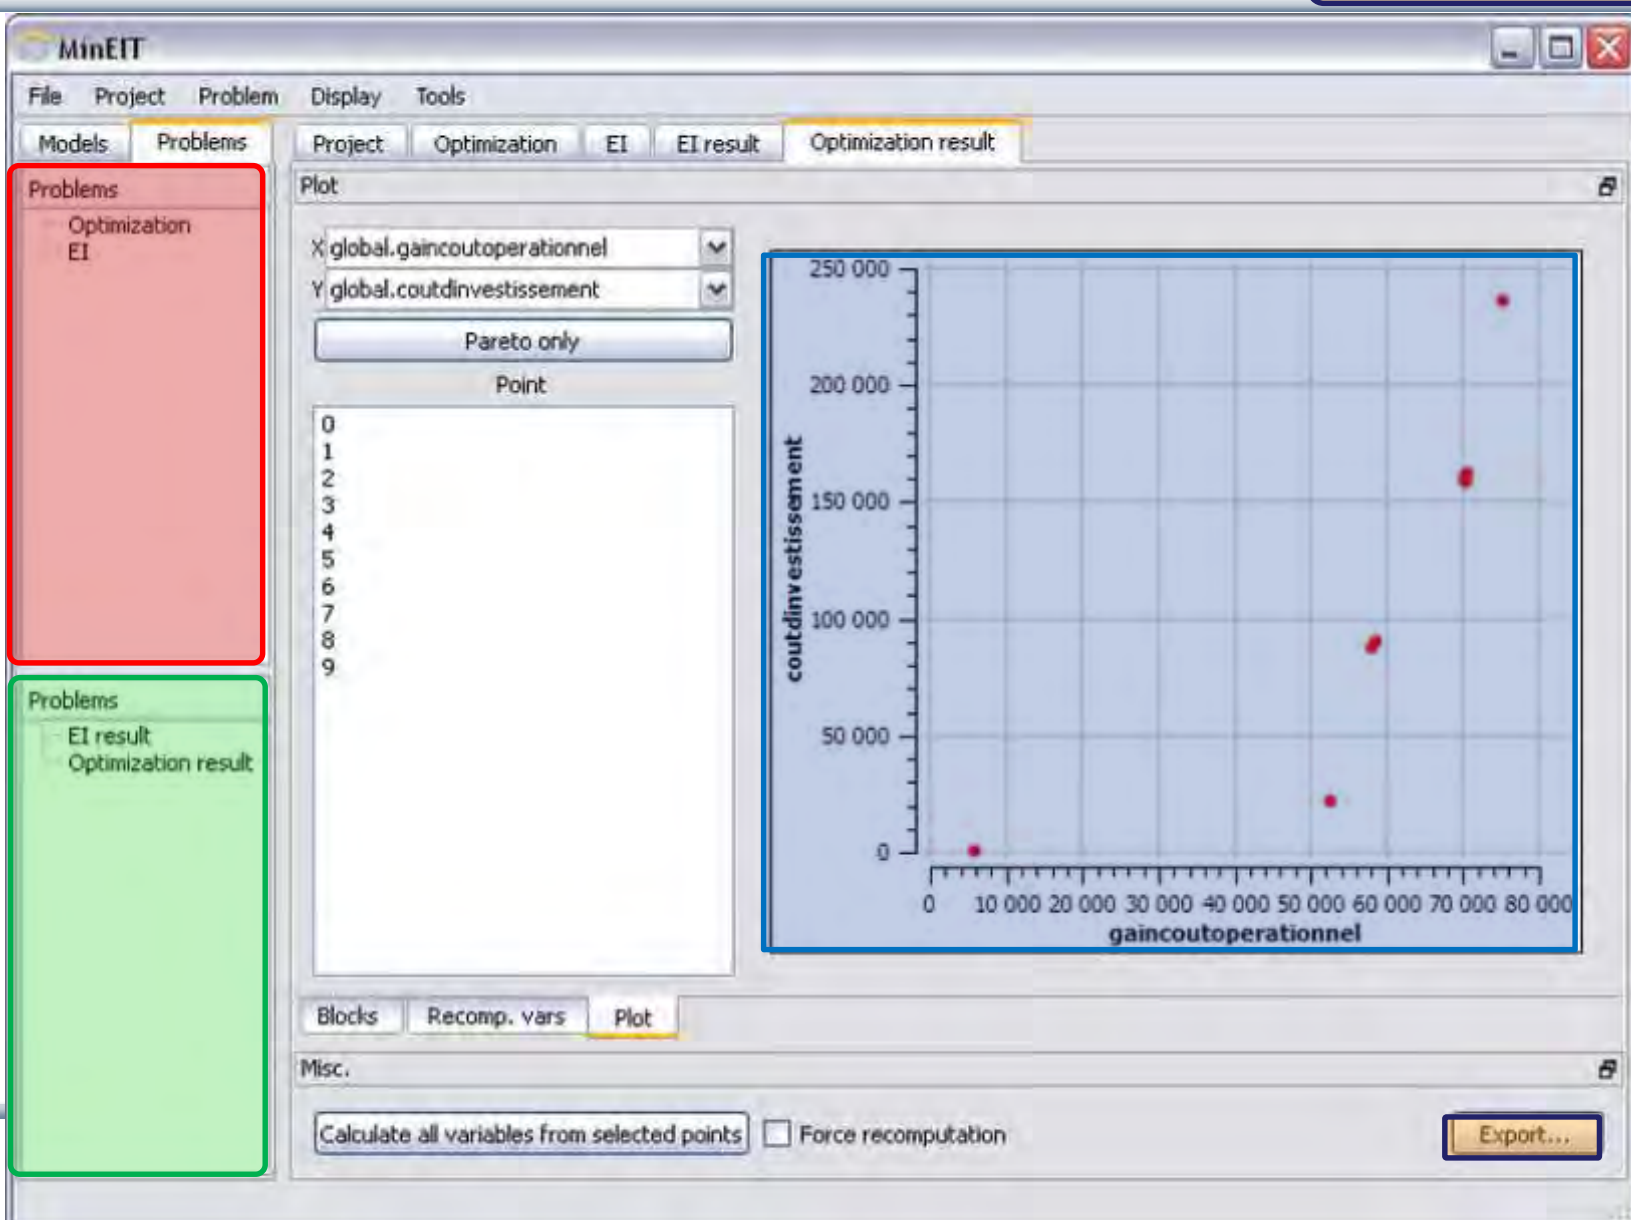 MinEIT
File Project Problem Display Tools
Models Problems
Project Optimization EI EI result Optimization result
Problems
Optimization
EI
Problems
EI result
Optimization result
Plot
X global.gaincoutoperationnel
Y global.coutdinvestissement
Pareto only
Point
0
1
2
3
4
5
6
7
8
9
250 000
200 000
150 000
100 000
50 000
0
coutdinvestissement
0 10 000 20 000 30 000 40 000 50 000 60 000 70 000 80 000
gaincoutoperationnel
Blocks Recomp. vars Plot
Misc.
Calculate all variables from selected points Force recomputation Export...